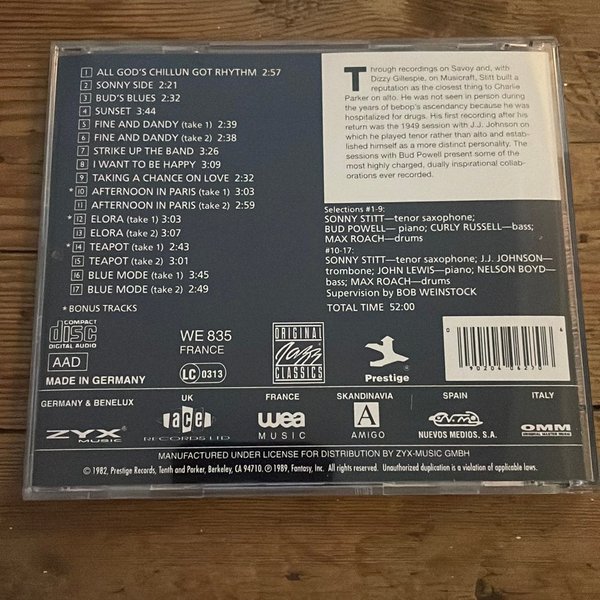 1 ALL GOD'S CHILLUN GOT RHYTHM 2:57
2 SONNY SIDE 2:21
3 BUD'S BLUES 2:32
4 SUNSET 3:44
5 FINE AND DANDY (take 1) 2:39
6 FINE AND DANDY (take 2) 2:38
7 STRIKE UP THE BAND 3:26
8 I WANT TO BE HAPPY 3:09
9 TAKING A CHANCE ON LOVE 2:32
* 10 AFTERNOON IN PARIS (take 1) 3:03
11 AFTERNOON IN PARIS (take 2) 2:59
* 12 ELORA (take 1) 3:03
13 ELORA (take 2) 3:07
* 14 TEAPOT (take 1) 2:43
15 TEAPOT (take 2) 3:01
16 BLUE MODE (take 1) 3:45
17 BLUE MODE (take 2) 2:49
* BONUS TRACKS
Through recordings on Savoy and, with
Dizzy Gillespie, on Musicraft, Stitt built a
reputation as the closest thing to Charlie
Parker on alto. He was not seen in person during
the years of bebop's ascendancy because he was
hospitalized for drugs. His first recording after his
return was the 1949 session with J.J. Johnson on
which he played tenor rather than alto and estab-
lished himself as a more distinct personality. The
sessions with Bud Powell present some of the
most highly charged, dually inspirational collab-
orations ever recorded.
Selections #1-9:
SONNY STITT—tenor saxophone;
BUD POWELL—piano; CURLY RUSSELL—bass;
MAX ROACH—drums
#10-17:
SONNY STITT—tenor saxophone; J.J. JOHNSON—
trombone; JOHN LEWIS—piano; NELSON BOYD—
bass; MAX ROACH—drums
Supervision by BOB WEINSTOCK
TOTAL TIME 52:00
COMPACT
disc
DIGITAL AUDIO
AAD
MADE IN GERMANY
WE 835
FRANCE
LC 0313
ORIGINAL
Jazz
CLASSICS
Prestige
GERMANY & BENELUX
ZYX
MUSIC
UK
ace
RECORDS LTD
FRANCE
wea
MUSIC
SKANDINAVIA
A
AMIGO
SPAIN
NUEVOS MEDIOS, S.A.
ITALY
OMM
MANUFACTURED UNDER LICENSE FOR DISTRIBUTION BY ZYX-MUSIC GMBH
© 1982, Prestige Records, Tenth and Parker, Berkeley, CA 94710. ℗ 1989, Fantasy, Inc. All rights reserved. Unauthorized duplication is a violation of applicable laws.